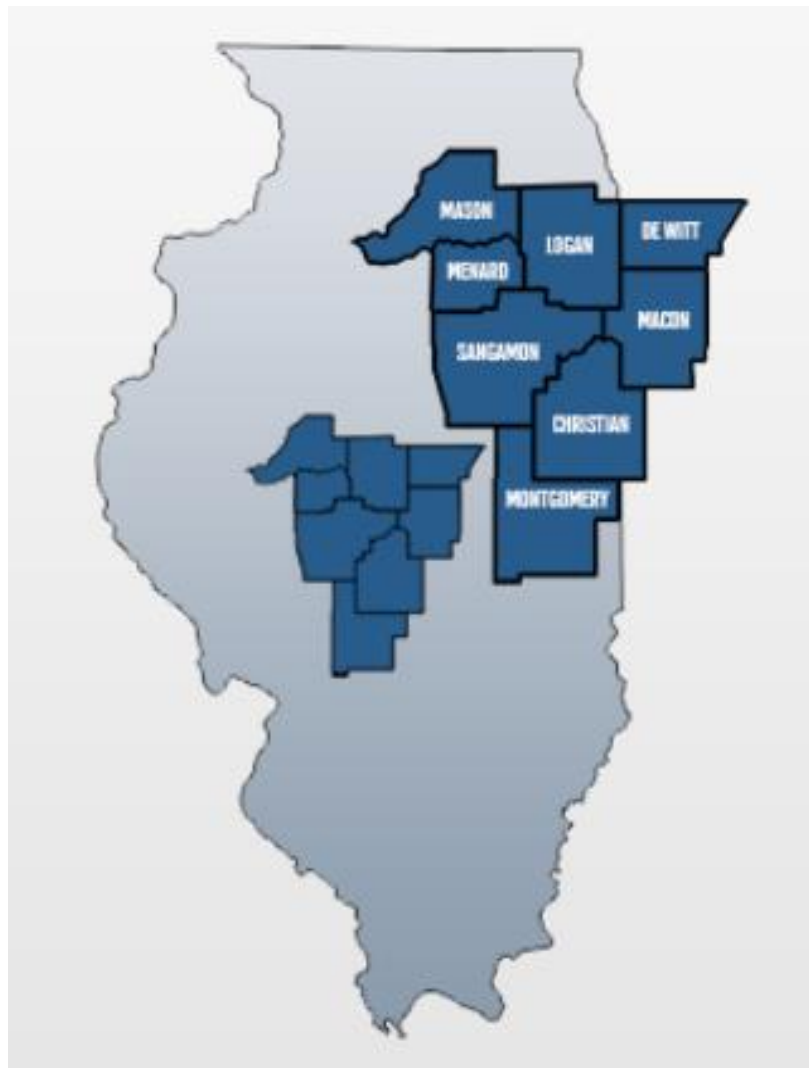 MASON
LOGAN
DE WITT
MENARD
MACON
SANGAMON
CHRISTIAN
MONTGOMERY